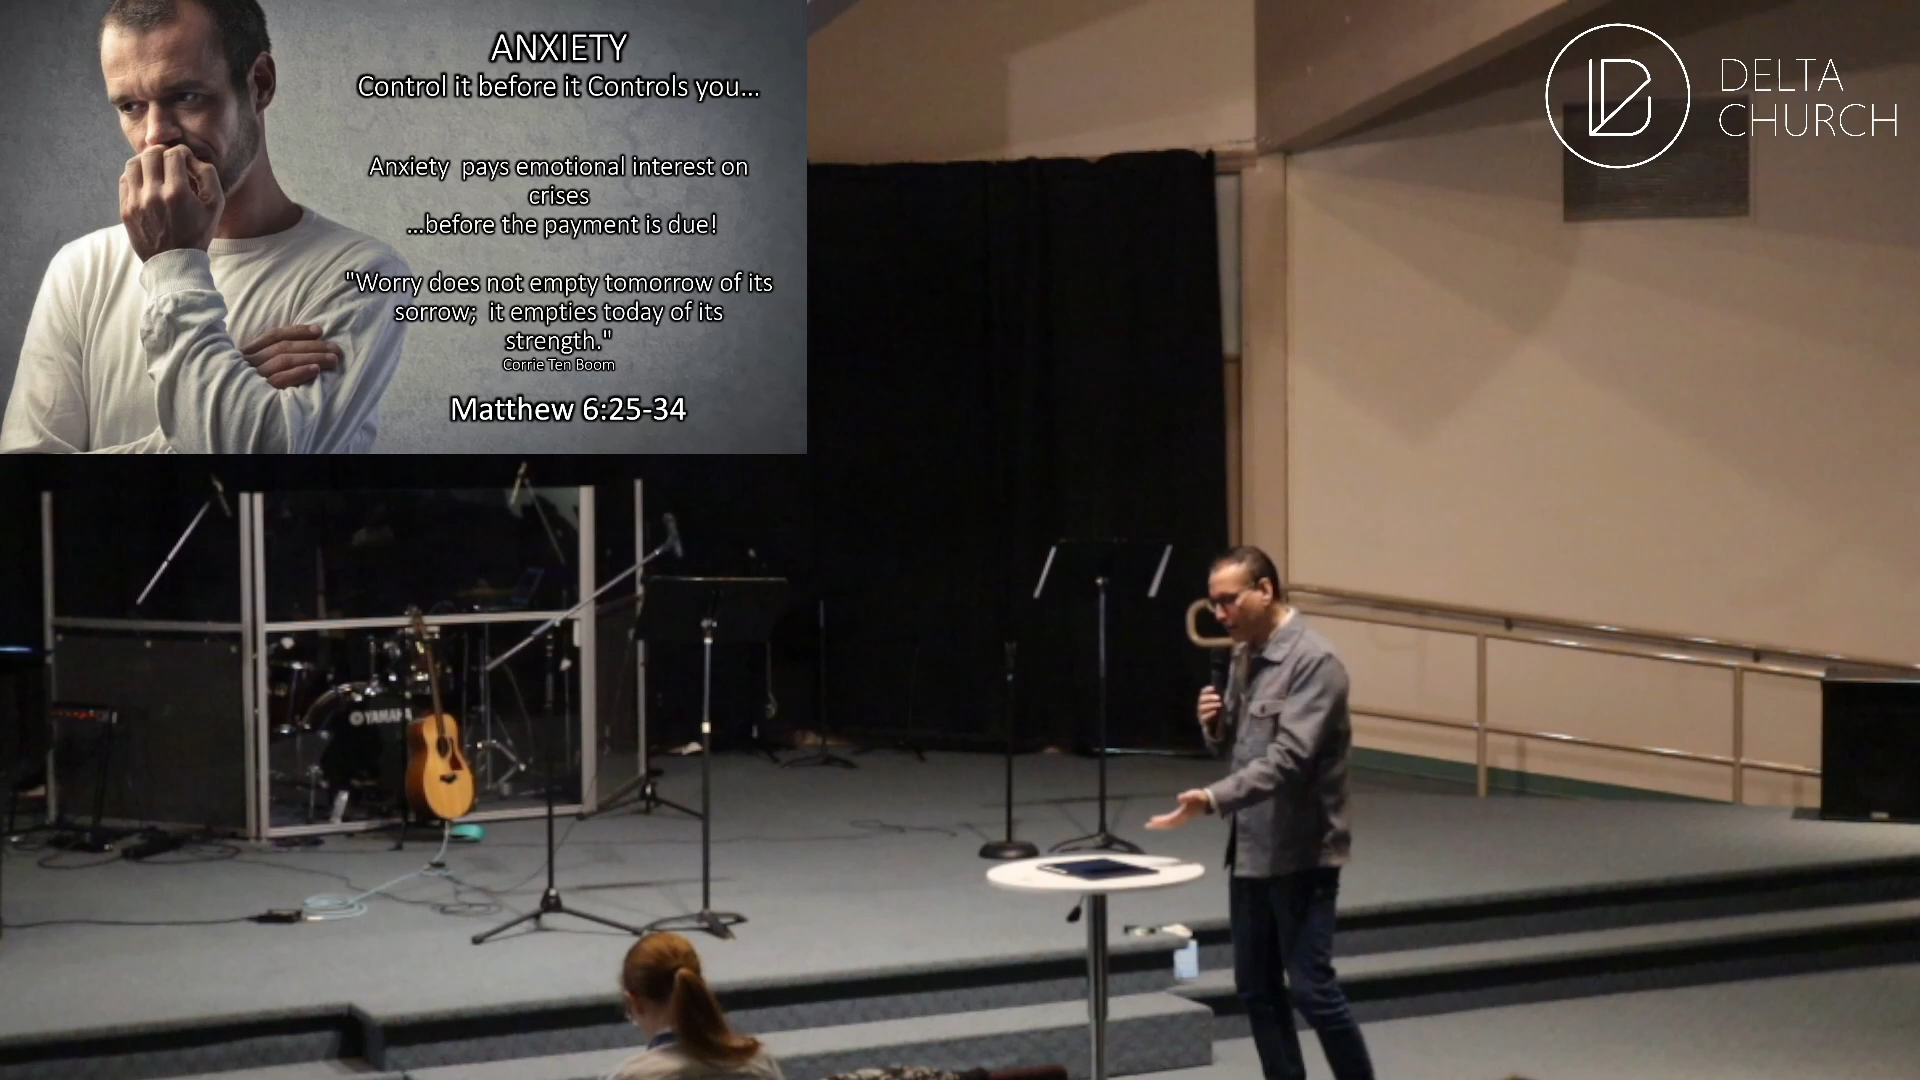 ANXIETY
Control it before it Controls you...
Anxiety pays emotional interest on
crises
...before the payment is due!
"Worry does not empty tomorrow of its
sorrow; it empties today of its
strength."
Corrie Ten Boom
Matthew 6:25-34
DELTA
CHURCH
YAMAHA